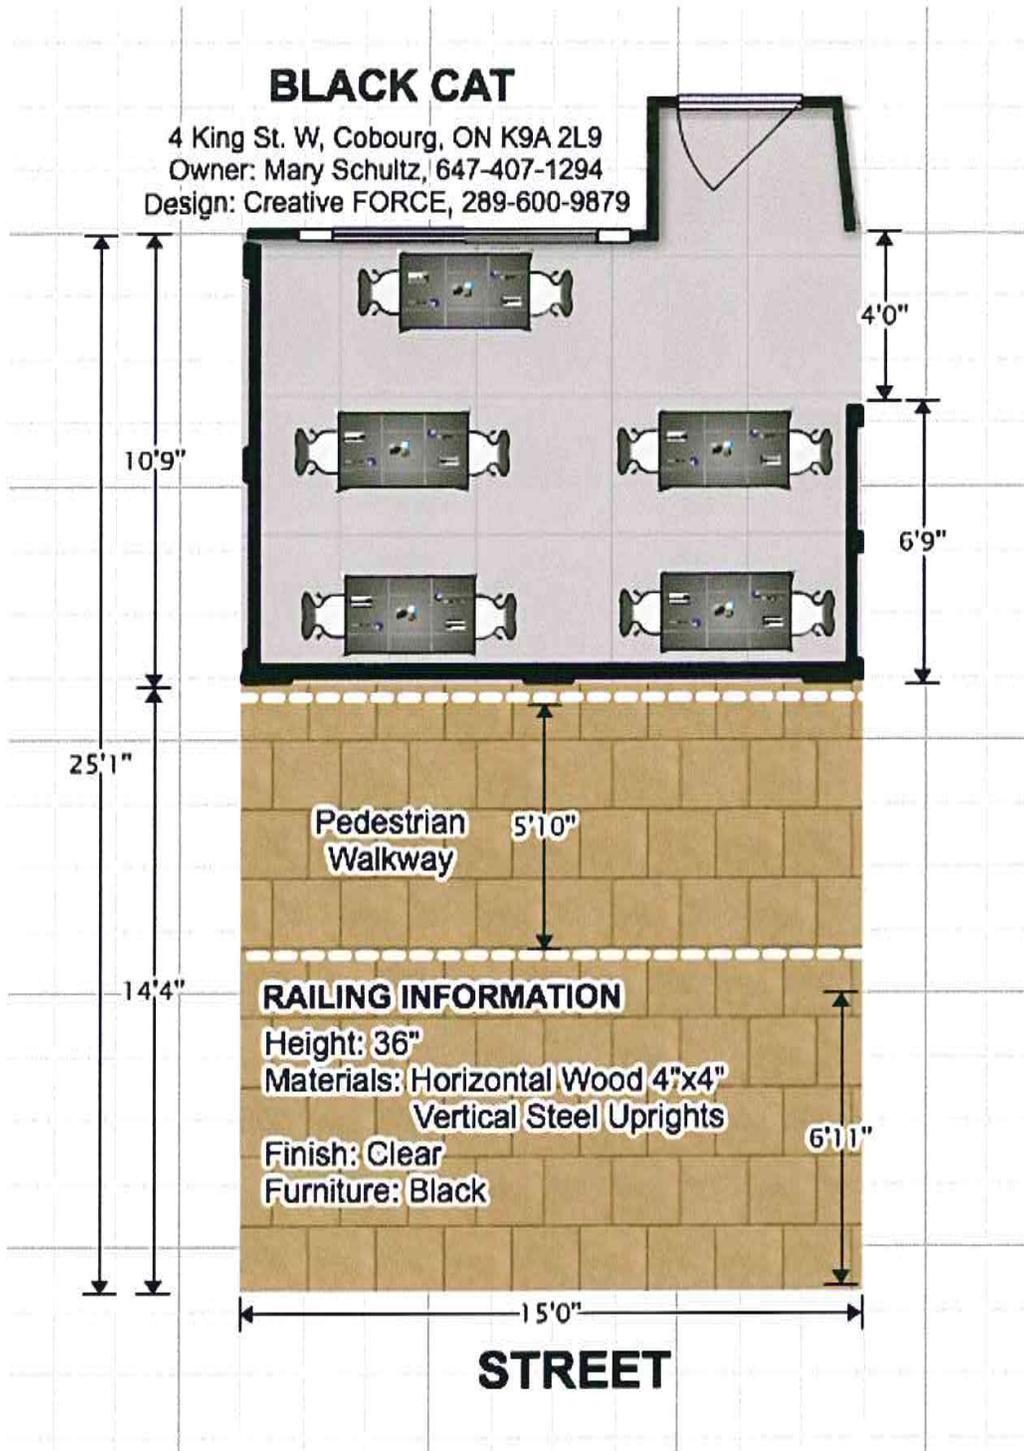 BLACK CAT
4 King St. W, Cobourg, ON K9A 2L9
Owner: Mary Schultz, 647-407-1294
Design: Creative FORCE, 289-600-9879
4'0"
10'9"
6'9"
25'1"
Pedestrian
Walkway
5'10"
14'4"
RAILING INFORMATION
Height: 36"
Materials: Horizontal Wood 4"x4"
Vertical Steel Uprights
Finish: Clear
Furniture: Black
6'11"
15'0"
STREET